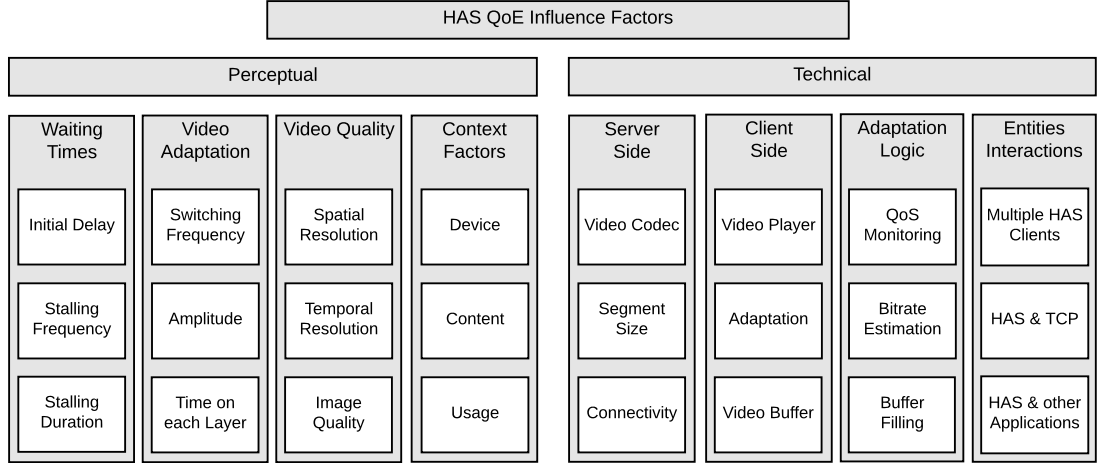 HAS QoE Influence Factors
Perceptual
Technical
Waiting
Times
Initial Delay
Stalling
Frequency
Stalling
Duration
Video
Adaptation
Switching
Frequency
Amplitude
Time on
each Layer
Video Quality
Spatial
Resolution
Temporal
Resolution
Image
Quality
Context
Factors
Device
Content
Usage
Server
Side
Video Codec
Segment
Size
Connectivity
Client
Side
Video Player
Adaptation
Video Buffer
Adaptation
Logic
QoS
Monitoring
Bitrate
Estimation
Buffer
Filling
Entities
Interactions
Multiple HAS
Clients
HAS & TCP
HAS & other
Applications